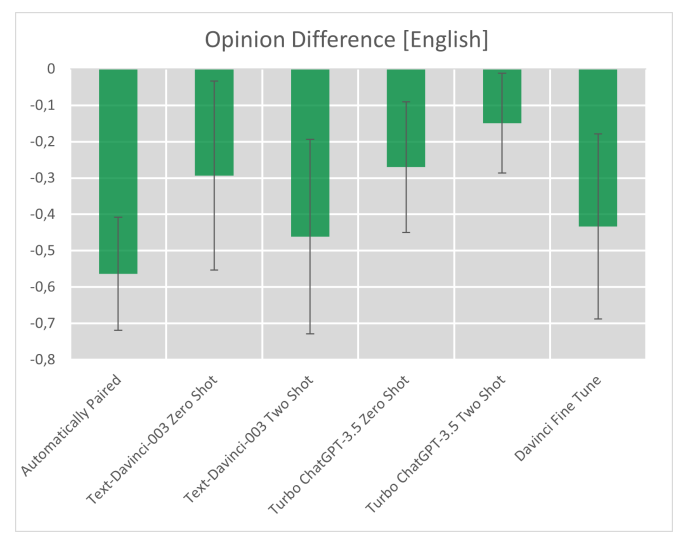 Opinion Difference [English]
0
-0,1
-0,2
-0,3
-0,4
-0,5
-0,6
-0,7
-0,8
Automatically Paired
Text-Davinci-003 Zero Shot
Text-Davinci-003 Two Shot
Turbo ChatGPT-3.5 Zero Shot
Turbo ChatGPT-3.5 Two Shot
Davinci Fine Tune